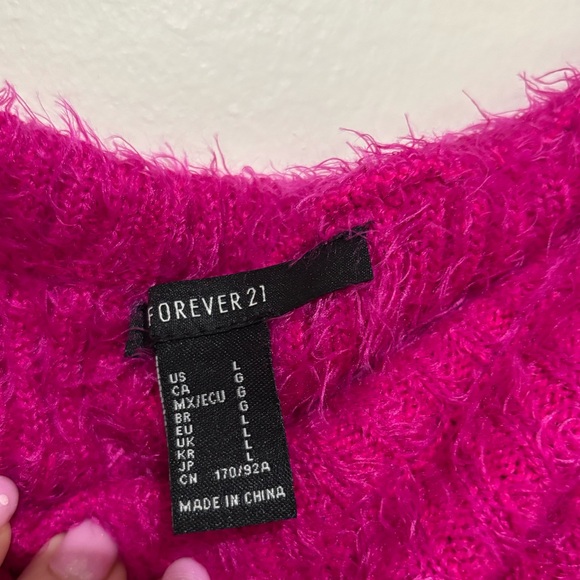 FOREVER 21
US L
CA G
MX/ECU G
BR G
EU L
UK L
KR L
JP L
CN 170/92A
MADE IN CHINA